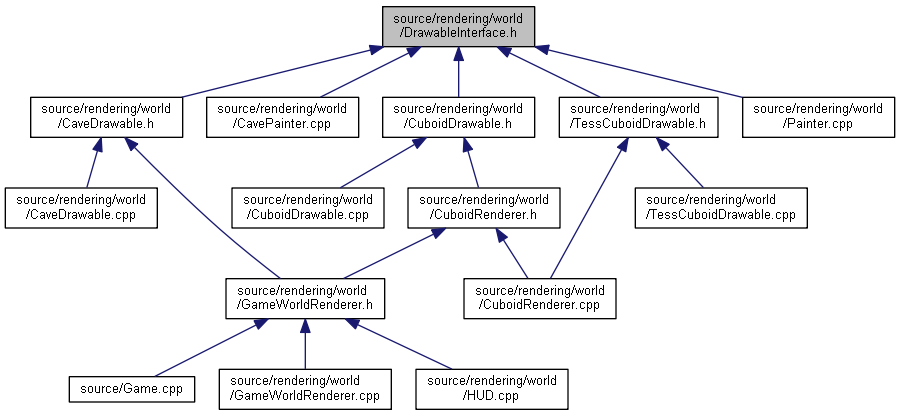 source/rendering/world
/DrawableInterface.h
source/rendering/world
/CaveDrawable.h
source/rendering/world
/CavePainter.cpp
source/rendering/world
/CuboidDrawable.h
source/rendering/world
/TessCuboidDrawable.h
source/rendering/world
/Painter.cpp
source/rendering/world
/CaveDrawable.cpp
source/rendering/world
/CuboidDrawable.cpp
source/rendering/world
/CuboidRenderer.h
source/rendering/world
/TessCuboidDrawable.cpp
source/rendering/world
/GameWorldRenderer.h
source/rendering/world
/CuboidRenderer.cpp
source/Game.cpp
source/rendering/world
/GameWorldRenderer.cpp
source/rendering/world
/HUD.cpp